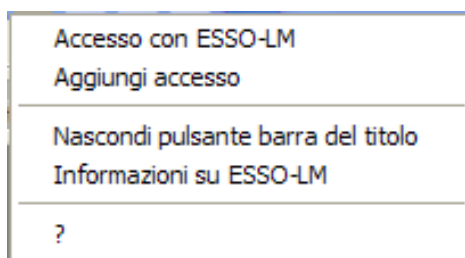 Accesso con ESSO-LM
Aggiungi accesso
Nascondi pulsante barra del titolo
Informazioni su ESSO-LM
?